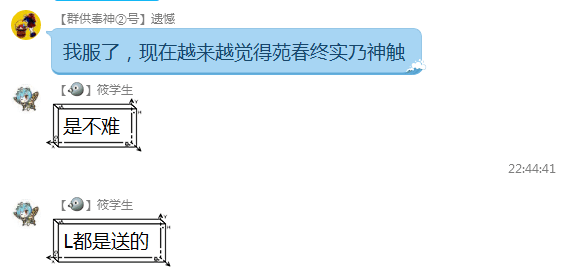 【群供奉神②号】遗憾
我服了，现在越来越觉得苑春终实乃神触
【🐟】筱学生
是不难
22:44:41
【🐟】筱学生
L都是送的